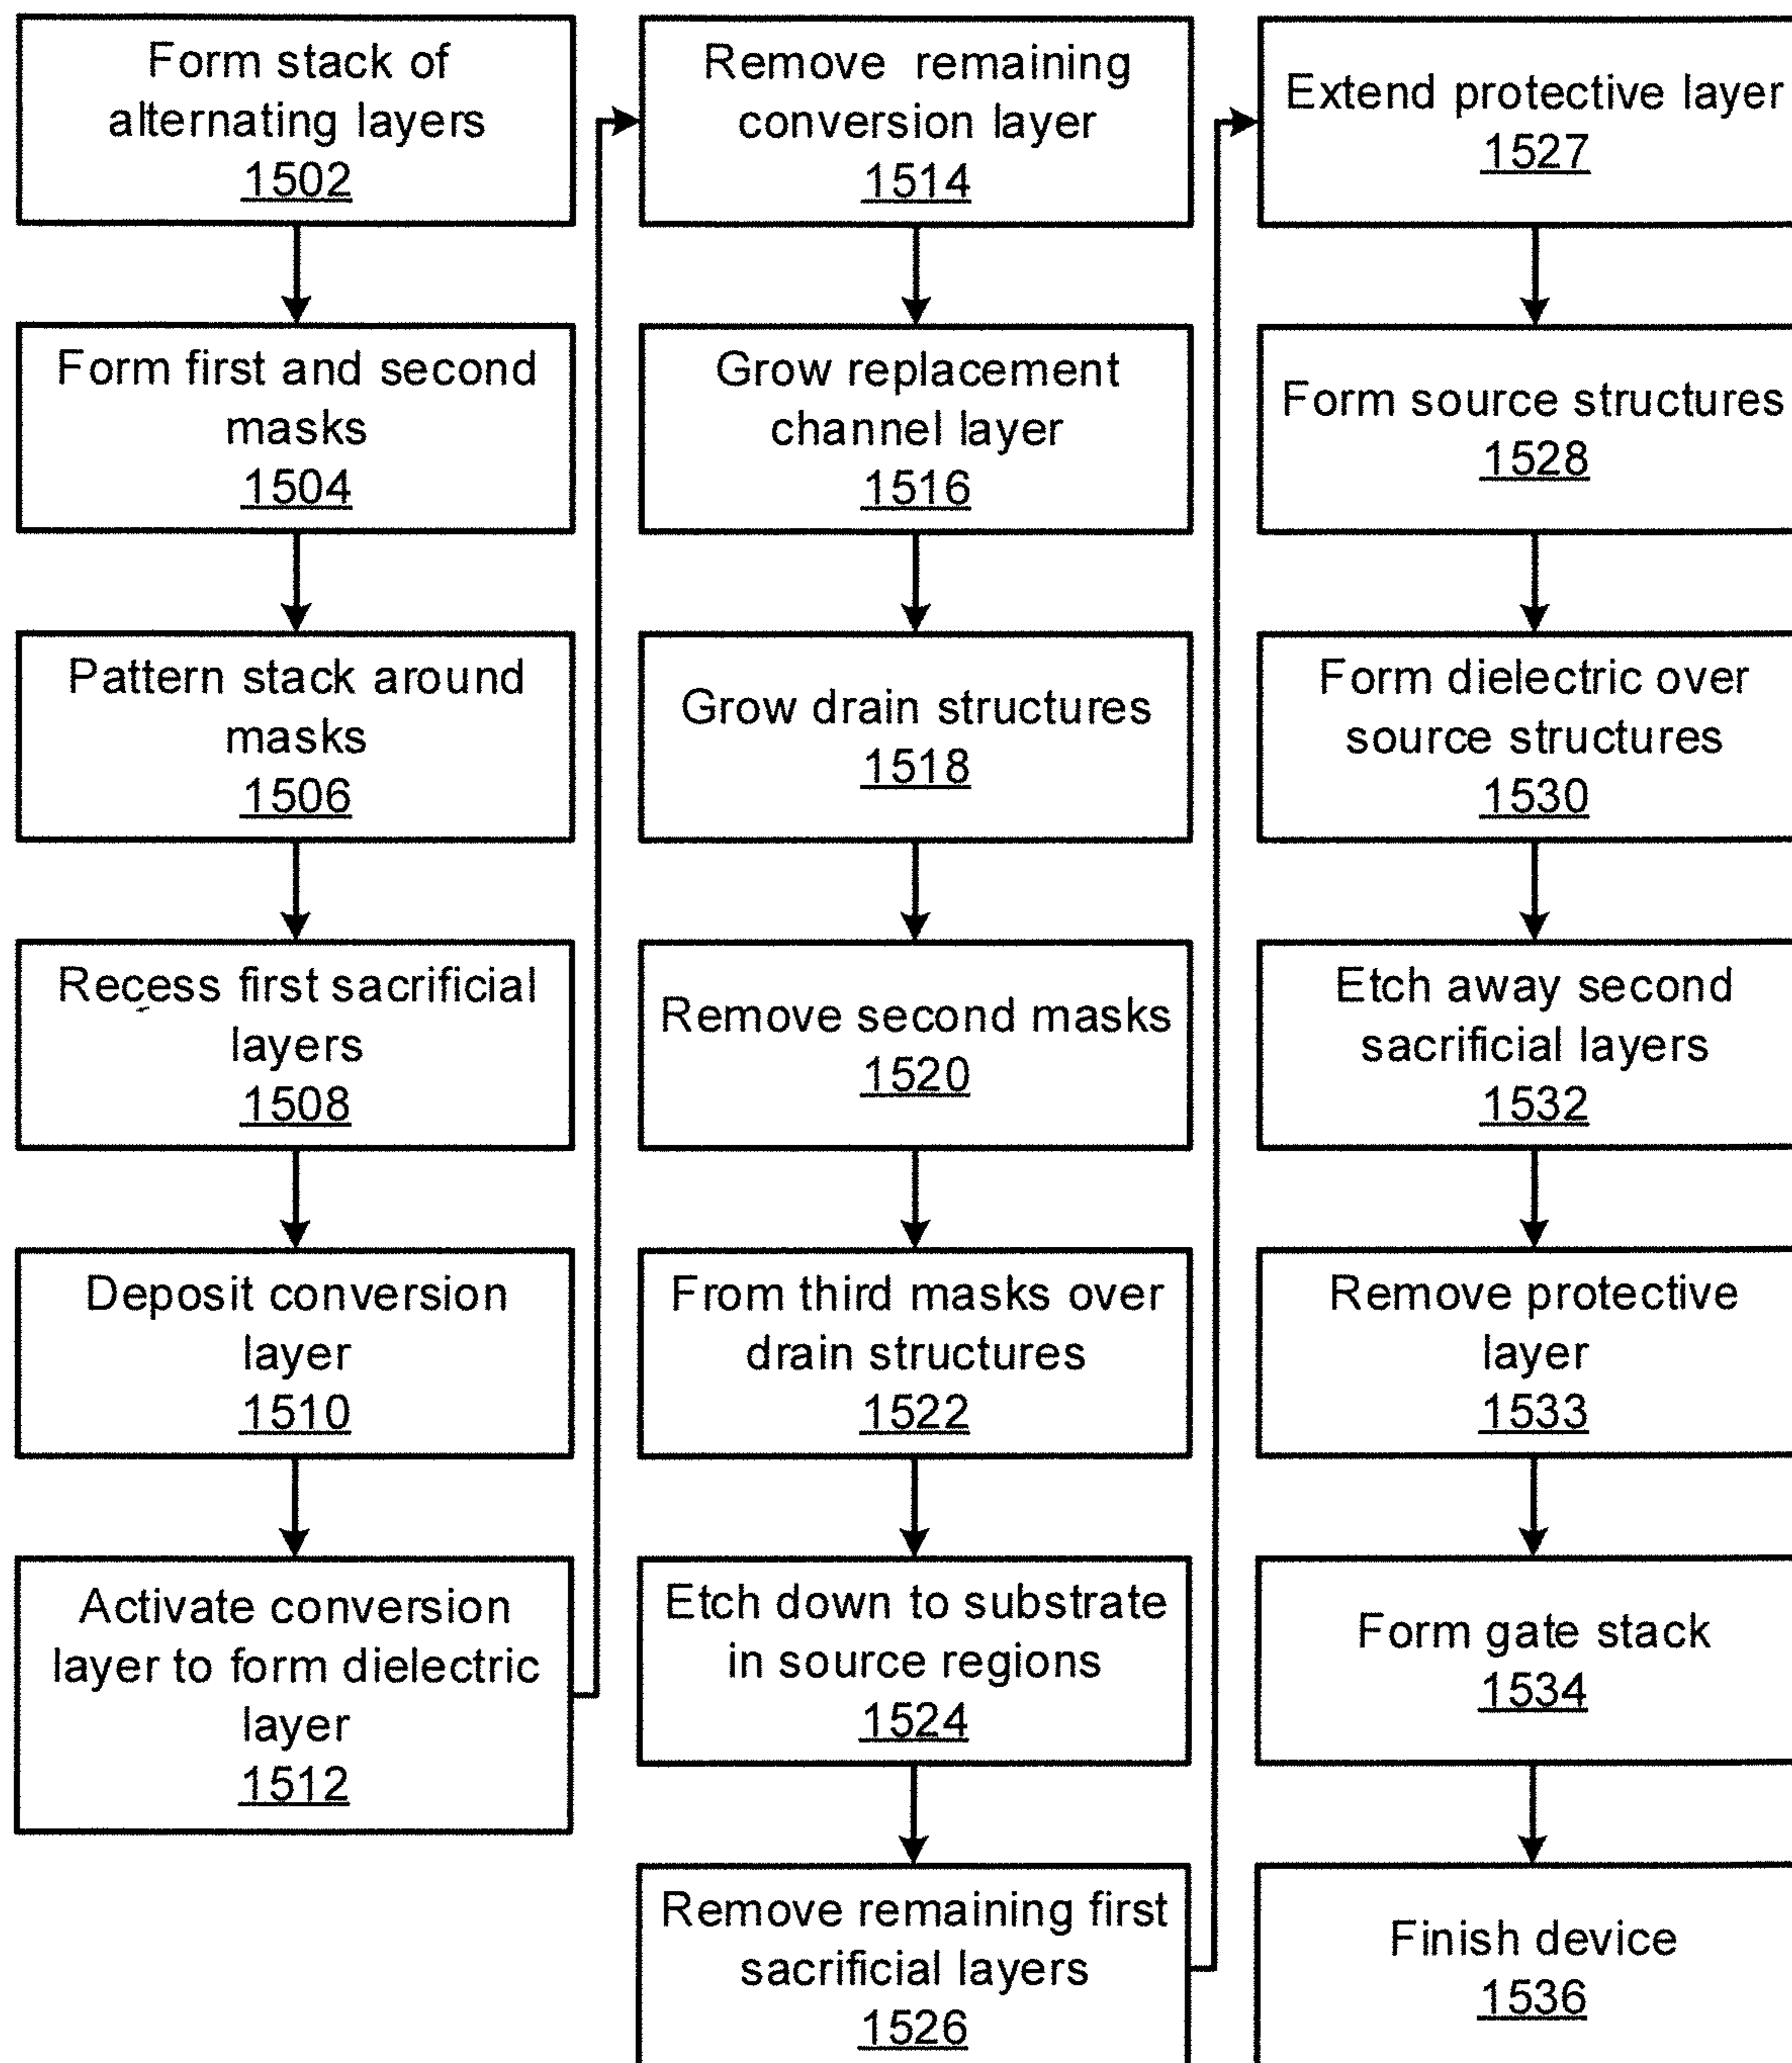 Form stack of
alternating layers
1502
Form first and second
masks
1504
Pattern stack around
masks
1506
Recess first sacrificial
layers
1508
Deposit conversion
layer
1510
Activate conversion
layer to form dielectric
layer
1512
Remove remaining
conversion layer
1514
Grow replacement
channel layer
1516
Grow drain structures
1518
Remove second masks
1520
From third masks over
drain structures
1522
Etch down to substrate
in source regions
1524
Remove remaining first
sacrificial layers
1526
Extend protective layer
1527
Form source structures
1528
Form dielectric over
source structures
1530
Etch away second
sacrificial layers
1532
Remove protective
layer
1533
Form gate stack
1534
Finish device
1536